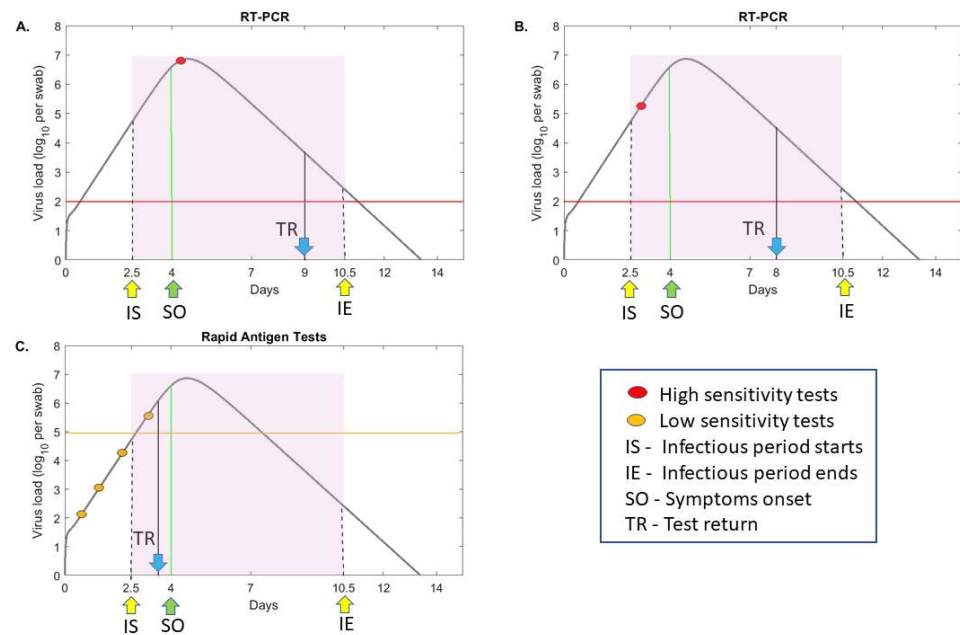 A.
RT-PCR
Virus load (log10 per swab)
8
7
6
5
4
3
2
1
0
TR
0 2.5 4 7 9 10.5 14
Days
IS SO IE
B.
RT-PCR
Virus load (log10 per swab)
8
7
6
5
4
3
2
1
0
TR
0 2.5 4 7 8 10.5 14
Days
IS SO IE
C.
Rapid Antigen Tests
Virus load (log10 per swab)
8
7
6
5
4
3
2
1
0
TR
0 2.5 4 7 10.5 14
Days
IS SO IE
High sensitivity tests
Low sensitivity tests
IS - Infectious period starts
IE - Infectious period ends
SO - Symptoms onset
TR - Test return